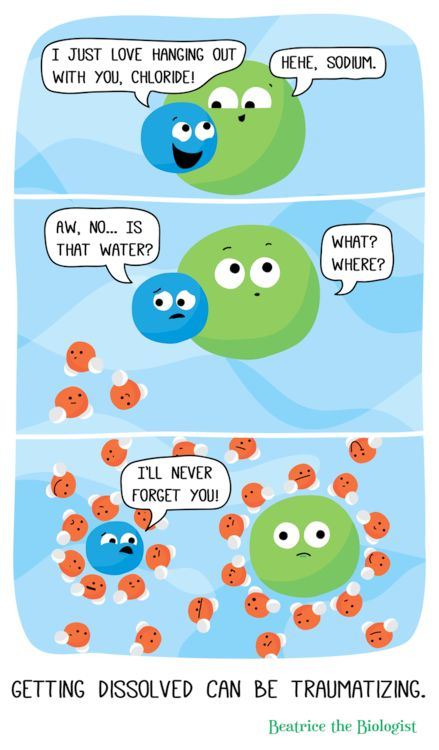 I JUST LOVE HANGING OUT
WITH YOU, CHLORIDE!
HEHE, SODIUM.
AW, NO... IS
THAT WATER?
WHAT?
WHERE?
I'LL NEVER
FORGET YOU!
GETTING DISSOLVED CAN BE TRAUMATIZING.
Beatrice the Biologist